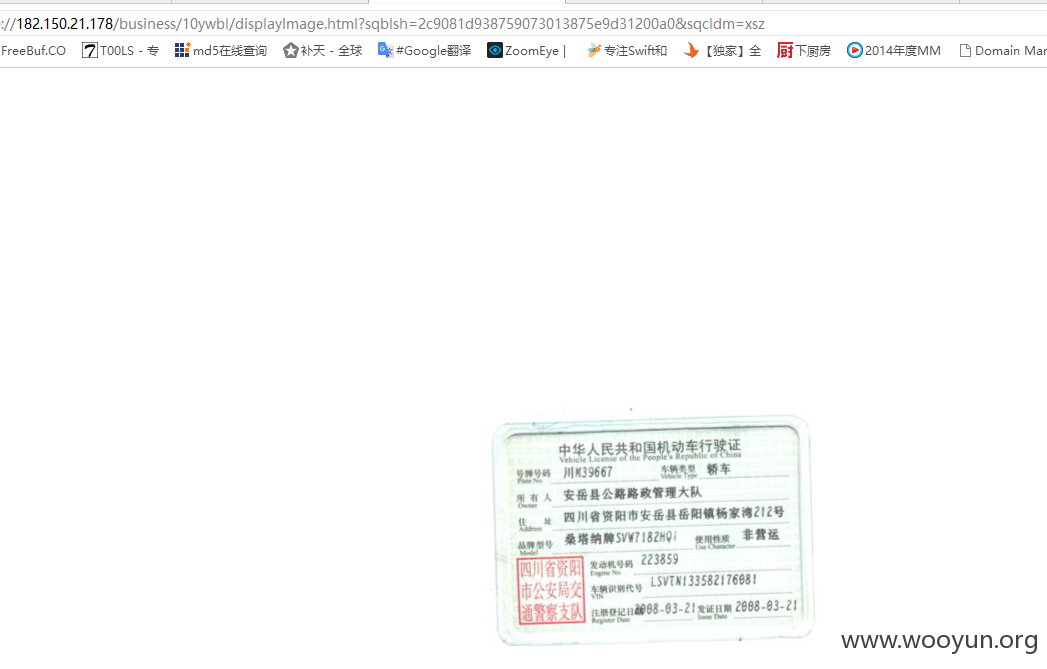 ://182.150.21.178/business/10ywbl/displayImage.html?sqblsh=2c9081d938759073013875e9d31200a0&sqcldm=xsz
FreeBuf.CO T00LS - 专 md5在线查询 补天 - 全球 #Google翻译 ZoomEye | 专注Swift和 【独家】全 下厨房 2014年度MM Domain Mar
中华人民共和国机动车行驶证
Vehicle License of the People's Republic of China
号牌号码 川M39667 车辆类型 轿车
Plate No. Vehicle Type
所有人 安岳县公路路政管理大队
Owner
住址 四川省资阳市安岳县岳阳镇杨家湾212号
Address
品牌型号 桑塔纳牌SVW7182HQi 使用性质 非营运
Model Use Character
四川省资阳市公安局交通警察支队
发动机号码 223859
Engine No.
车辆识别代号 LSVTN133582176081
VIN
注册登记日期 2008-03-21 发证日期 2008-03-21
Register Date Issue Date
www.wooyun.org